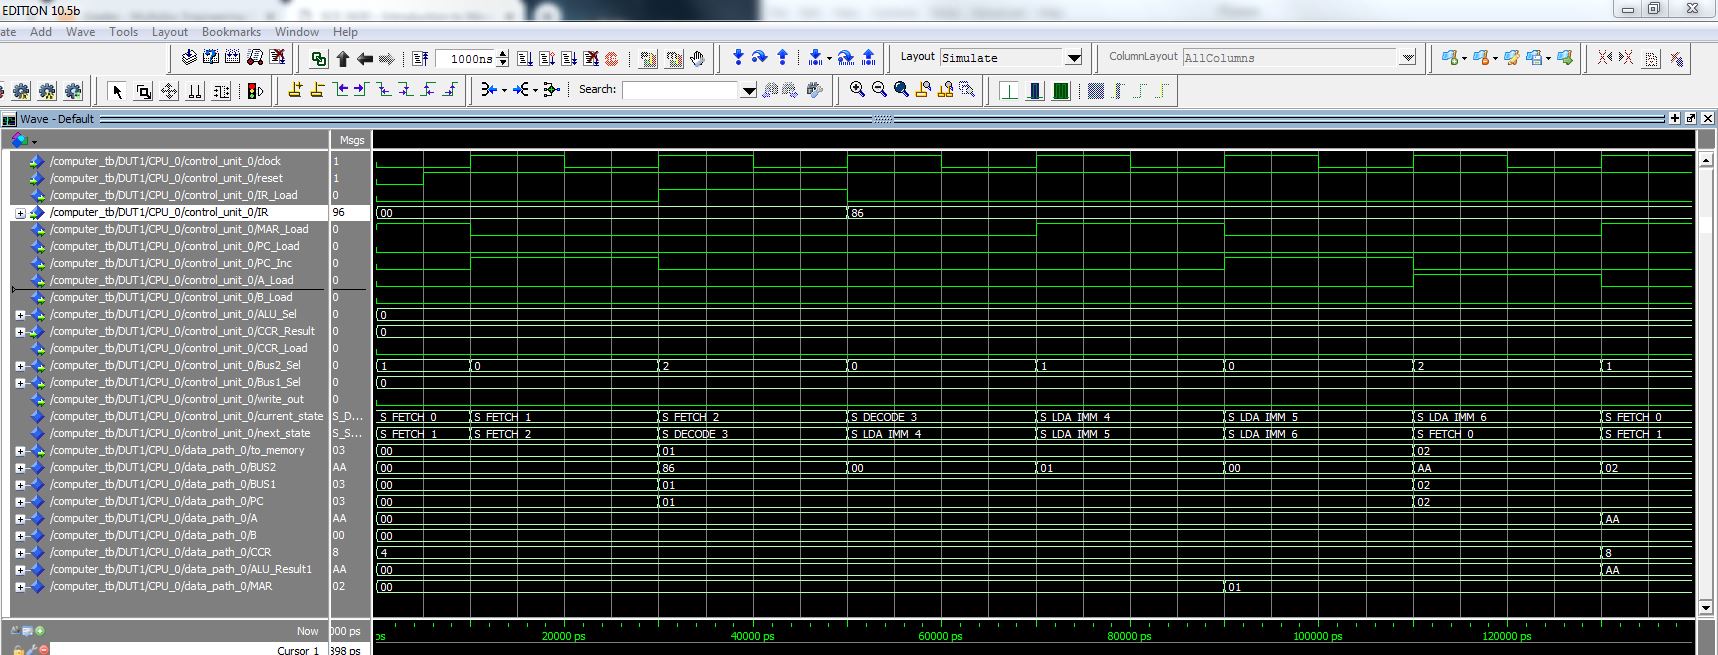 EDITION 10.5b
ate Add Wave Tools Layout Bookmarks Window Help
1000ns Layout Simulate ColumnLayout AllColumns
Search:
Wave - Default
Msgs
/computer_tb/DUT1/CPU_0/control_unit_0/clock 1
/computer_tb/DUT1/CPU_0/control_unit_0/reset 1
/computer_tb/DUT1/CPU_0/control_unit_0/IR_Load 0
/computer_tb/DUT1/CPU_0/control_unit_0/IR 96 00 86
/computer_tb/DUT1/CPU_0/control_unit_0/MAR_Load 0
/computer_tb/DUT1/CPU_0/control_unit_0/PC_Load 0
/computer_tb/DUT1/CPU_0/control_unit_0/PC_Inc 0
/computer_tb/DUT1/CPU_0/control_unit_0/A_Load 0
/computer_tb/DUT1/CPU_0/control_unit_0/B_Load 0
/computer_tb/DUT1/CPU_0/control_unit_0/ALU_Sel 0 0
/computer_tb/DUT1/CPU_0/control_unit_0/CCR_Result 0 0
/computer_tb/DUT1/CPU_0/control_unit_0/CCR_Load 0
/computer_tb/DUT1/CPU_0/control_unit_0/Bus2_Sel 0 1 0 2 0 1 0 2 1
/computer_tb/DUT1/CPU_0/control_unit_0/Bus1_Sel 0 0
/computer_tb/DUT1/CPU_0/control_unit_0/write_out 0
/computer_tb/DUT1/CPU_0/control_unit_0/current_state S_D... S_FETCH_0 S_FETCH_1 S_FETCH_2 S_DECODE_3 S_LDA_IMM_4 S_LDA_IMM_5 S_LDA_IMM_6 S_FETCH_0
/computer_tb/DUT1/CPU_0/control_unit_0/next_state S_S... S_FETCH_1 S_FETCH_2 S_DECODE_3 S_LDA_IMM_4 S_LDA_IMM_5 S_LDA_IMM_6 S_FETCH_0 S_FETCH_1
/computer_tb/DUT1/CPU_0/data_path_0/to_memory 03 00 01 02
/computer_tb/DUT1/CPU_0/data_path_0/BUS2 AA 00 86 00 01 00 AA 02
/computer_tb/DUT1/CPU_0/data_path_0/BUS1 03 00 01 02
/computer_tb/DUT1/CPU_0/data_path_0/PC 03 00 01 02
/computer_tb/DUT1/CPU_0/data_path_0/A AA 00 AA
/computer_tb/DUT1/CPU_0/data_path_0/B 00 00
/computer_tb/DUT1/CPU_0/data_path_0/CCR 8 4 8
/computer_tb/DUT1/CPU_0/data_path_0/ALU_Result1 AA 00 AA
/computer_tb/DUT1/CPU_0/data_path_0/MAR 02 00 01
Now 000 ps ps 20000 ps 40000 ps 60000 ps 80000 ps 100000 ps 120000 ps
Cursor 1 398 ps